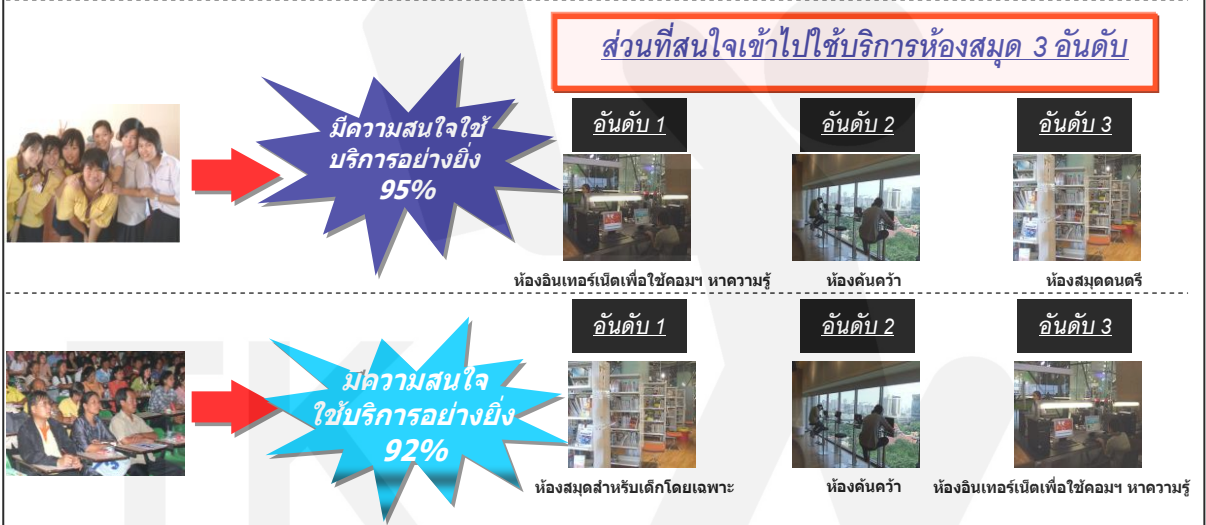 ส่วนที่สนใจเข้าไปใช้บริการห้องสมุด 3 อันดับ
มีความสนใจใช้
บริการอย่างยิ่ง
95%
อันดับ 1
อันดับ 2
อันดับ 3
ห้องอินเทอร์เน็ตเพื่อใช้คอมฯ หาความรู้
ห้องค้นคว้า
ห้องสมุดดนตรี
มีความสนใจ
ใช้บริการอย่างยิ่ง
92%
อันดับ 1
อันดับ 2
อันดับ 3
ห้องสมุดสำหรับเด็กโดยเฉพาะ
ห้องค้นคว้า
ห้องอินเทอร์เน็ตเพื่อใช้คอมฯ หาความรู้